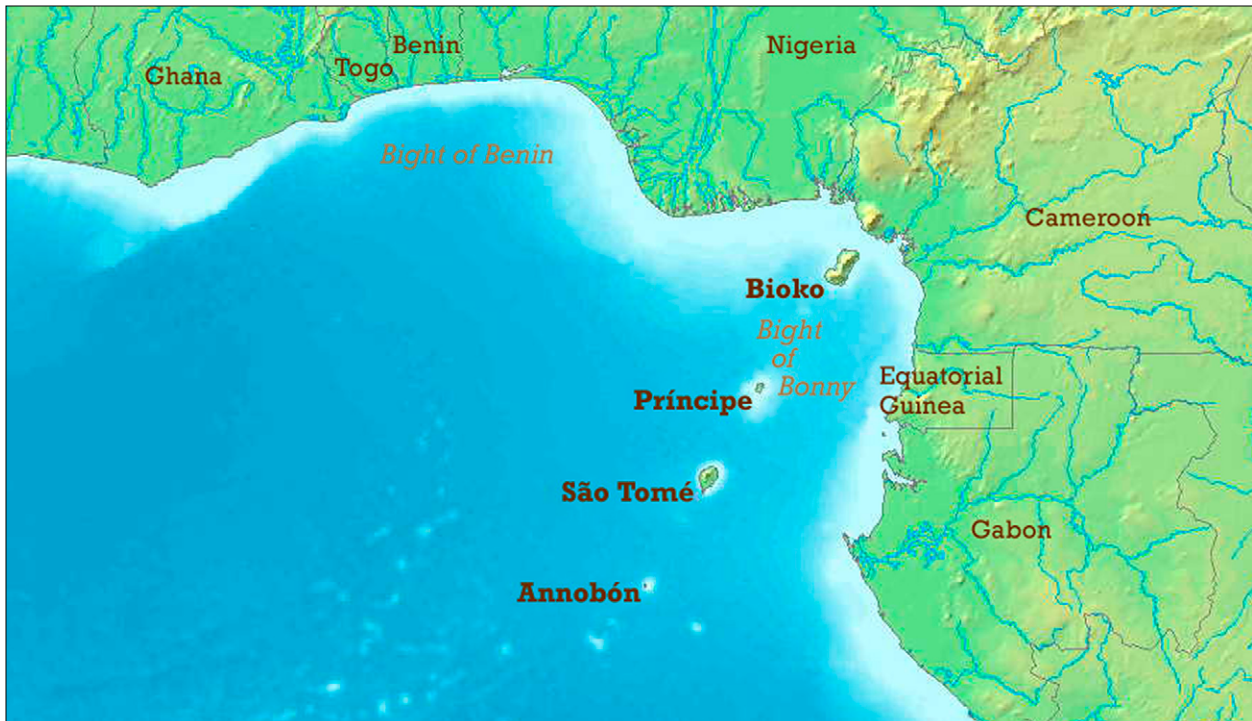 Ghana
Togo
Benin
Nigeria
Bight of Benin
Cameroon
Bioko
Bight
of
Bonny
Príncipe
Equatorial
Guinea
São Tomé
Gabon
Annobón